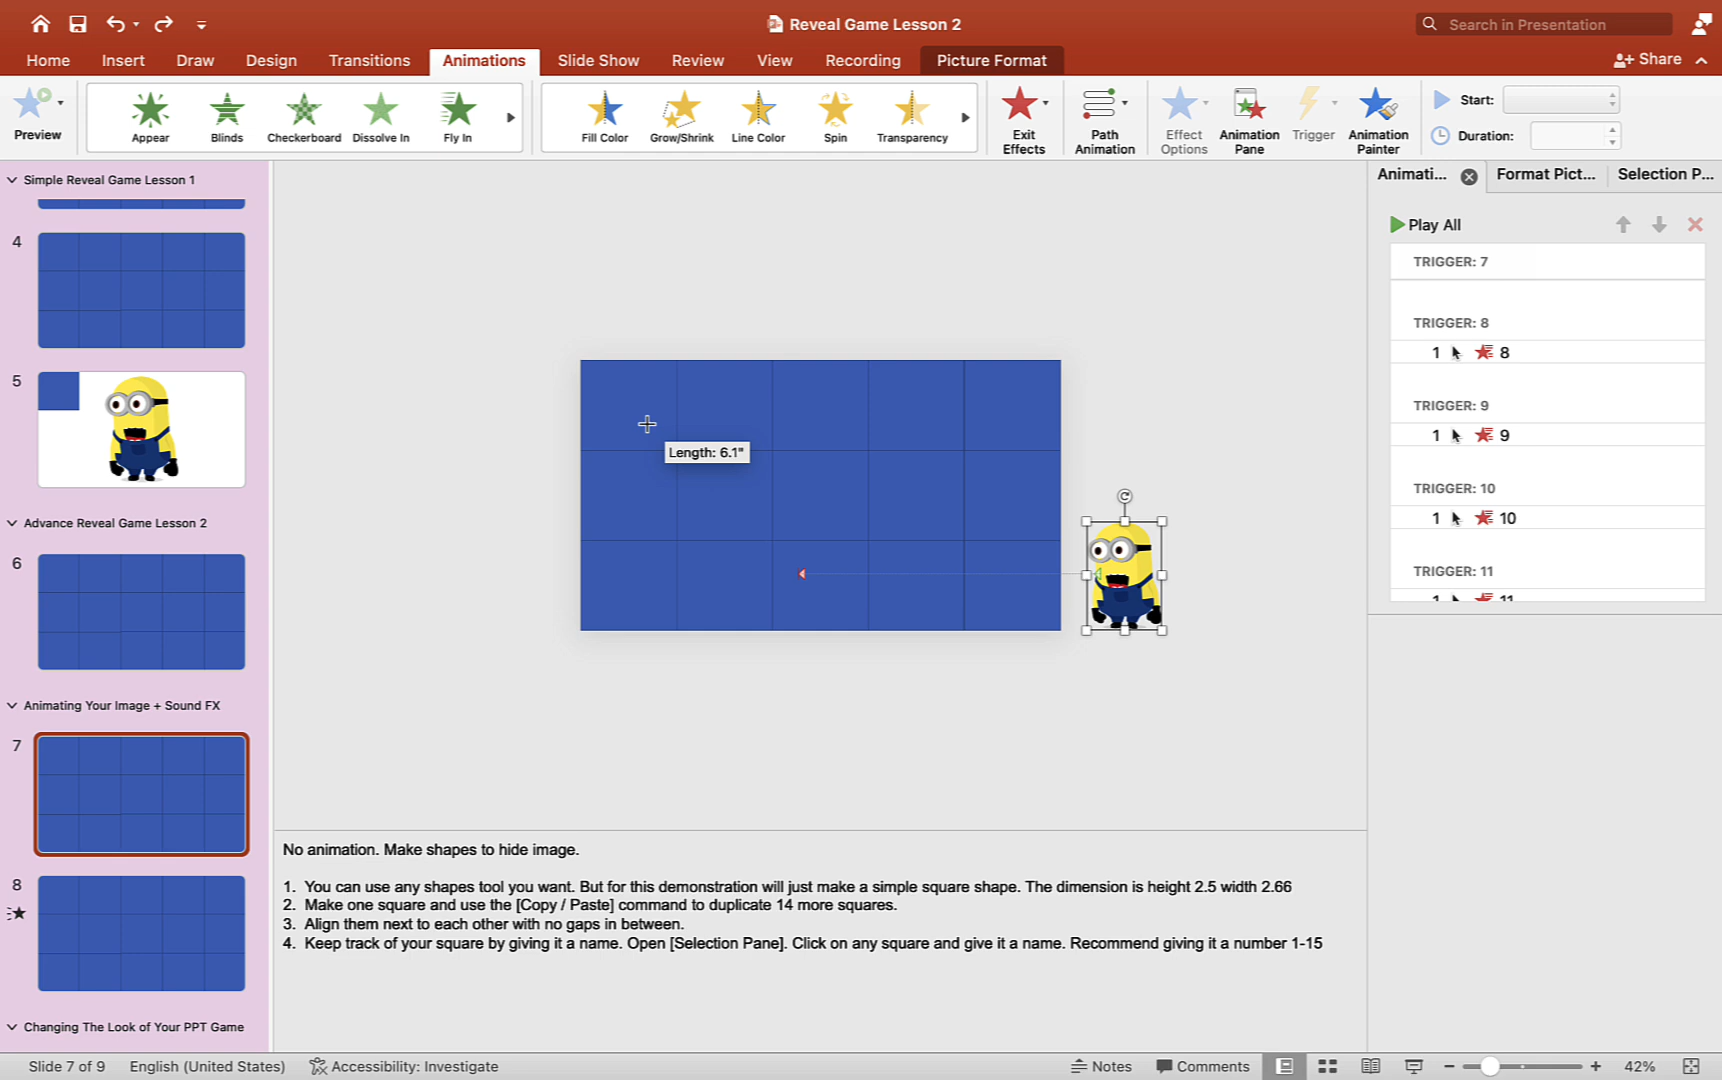 Reveal Game Lesson 2
Search in Presentation
Home Insert Draw Design Transitions Animations Slide Show Review View Recording Picture Format Share
Preview
Appear Blinds Checkerboard Dissolve In Fly In
Fill Color Grow/Shrink Line Color Spin Transparency
Exit Effects
Path Animation
Effect Options
Animation Pane
Trigger
Animation Painter
Start:
Duration:
Simple Reveal Game Lesson 1
4
5
Advance Reveal Game Lesson 2
6
Animating Your Image + Sound FX
7
8
Changing The Look of Your PPT Game
Length: 6.1"
Animati... Format Pict... Selection P...
Play All
TRIGGER: 7
TRIGGER: 8
1 8
TRIGGER: 9
1 9
TRIGGER: 10
1 10
TRIGGER: 11
1 11
No animation. Make shapes to hide image.
1. You can use any shapes tool you want. But for this demonstration will just make a simple square shape. The dimension is height 2.5 width 2.66
2. Make one square and use the [Copy / Paste] command to duplicate 14 more squares.
3. Align them next to each other with no gaps in between.
4. Keep track of your square by giving it a name. Open [Selection Pane]. Click on any square and give it a name. Recommend giving it a number 1-15
Slide 7 of 9 English (United States) Accessibility: Investigate Notes Comments 42%